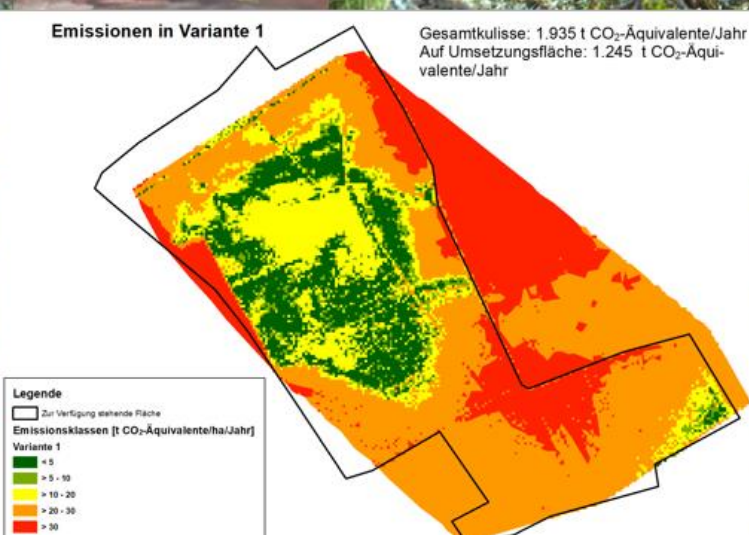 Emissionen in Variante 1
Gesamtkulisse: 1.935 t CO₂-Äquivalente/Jahr
Auf Umsetzungsfläche: 1.245 t CO₂-Äqui-
valente/Jahr
Legende
Zur Verfügung stehende Fläche
Emissionsklassen [t CO₂-Äquivalente/ha/Jahr]
Variante 1
< 5
> 5 - 10
> 10 - 20
> 20 - 30
> 30